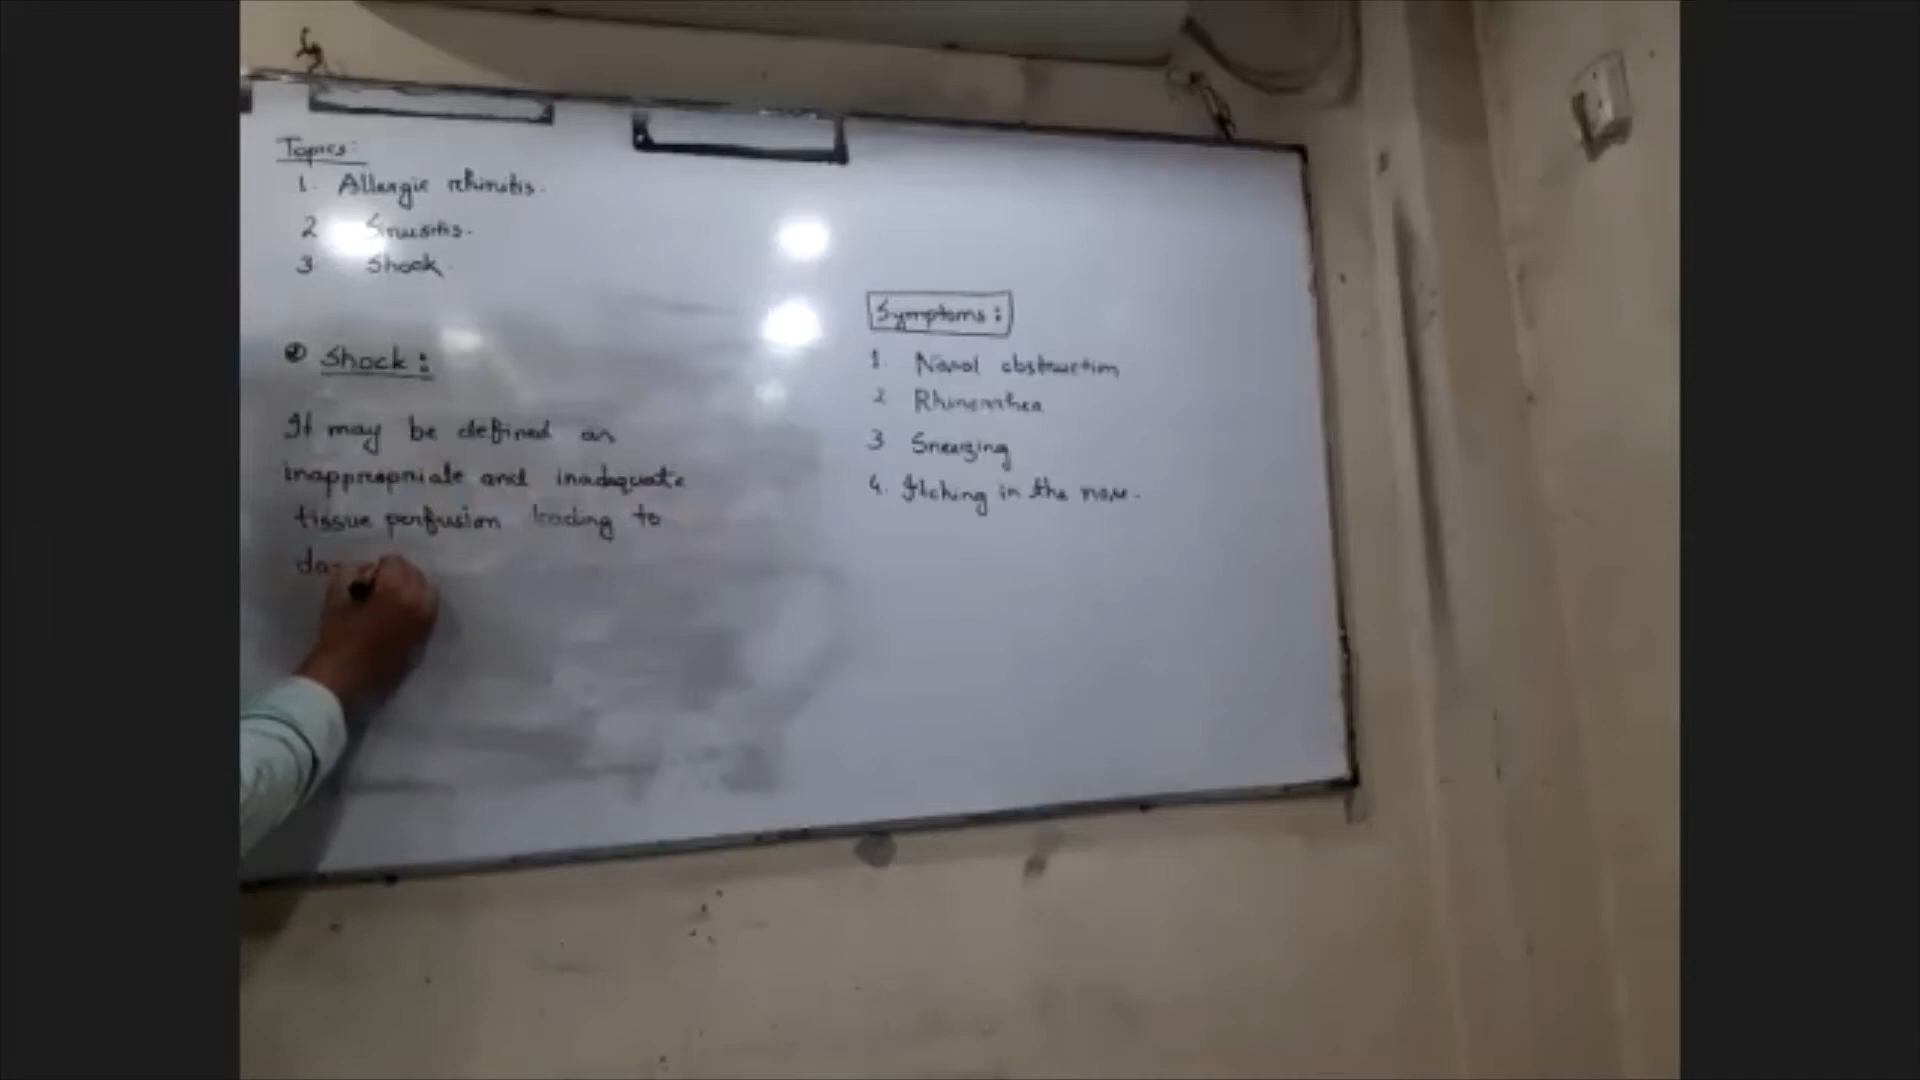 Topics:
1. Allergic rhinitis.
2 Sinusitis.
3 Shock.
Shock:
It may be defined as
inappropriate and inadequate
tissue perfusion leading to
Symptoms:
1. Nasal obstruction
2 Rhinorrhea
3 Sneezing
4. Itching in the nose.